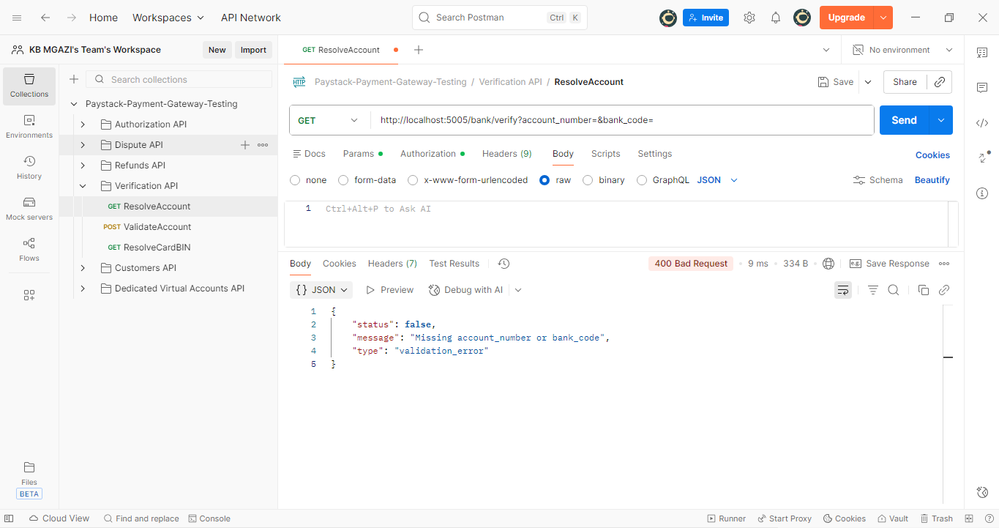 Home Workspaces API Network Search Postman Ctrl K Invite Upgrade
KB MGAZI's Team's Workspace New Import GET ResolveAccount No environment
Collections
Environments
History
Mock servers
Flows
Files
BETA
Search collections
Paystack-Payment-Gateway-Testing
Authorization API
Dispute API
Refunds API
Verification API
GET ResolveAccount
POST ValidateAccount
GET ResolveCardBIN
Customers API
Dedicated Virtual Accounts API
HTTP Paystack-Payment-Gateway-Testing / Verification API / ResolveAccount Save Share
GET http://localhost:5005/bank/verify?account_number=&bank_code= Send
Docs Params Authorization Headers (9) Body Scripts Settings Cookies
none form-data x-www-form-urlencoded raw binary GraphQL JSON Schema Beautify
1 Ctrl+Alt+P to Ask AI
Body Cookies Headers (7) Test Results 400 Bad Request 9 ms 334 B e.g. Save Response
{} JSON Preview Debug with AI
1 {
2 "status": false,
3 "message": "Missing account_number or bank_code",
4 "type": "validation_error"
5 }
Cloud View Find and replace Console Runner Start Proxy Cookies Vault Trash